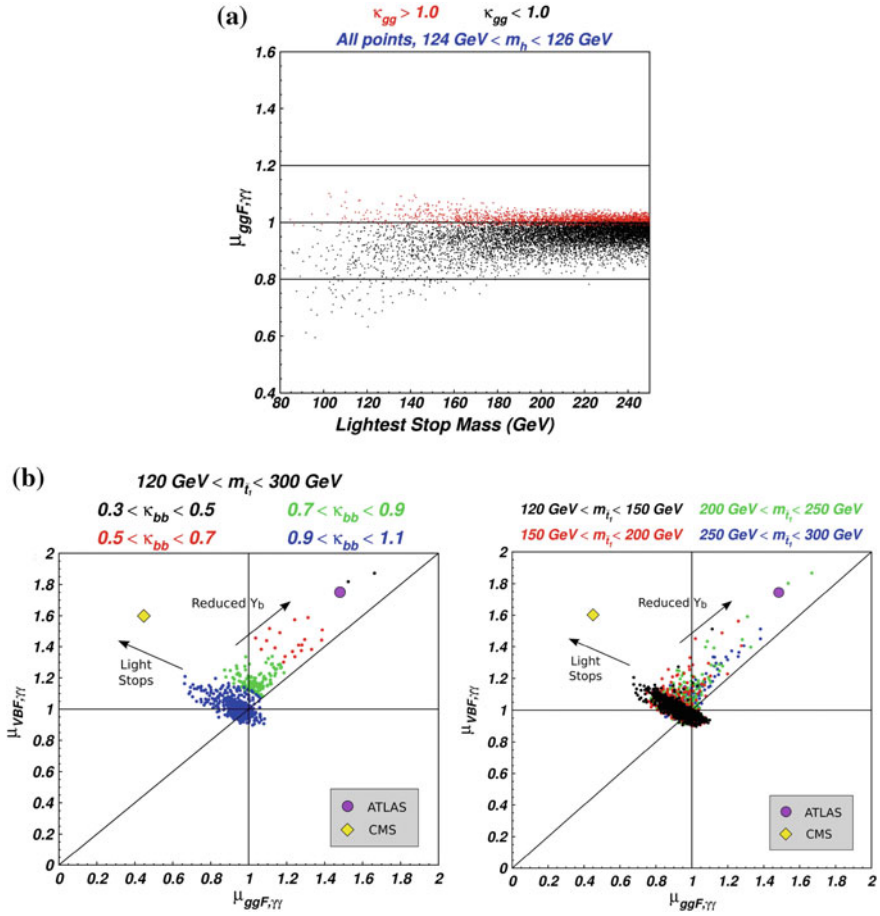 (a)
κgg > 1.0 κgg < 1.0
All points, 124 GeV < mh < 126 GeV
μggF,γγ
1.6
1.4
1.2
1
0.8
0.6
0.4
80 100 120 140 160 180 200 220 240
Lightest Stop Mass (GeV)
(b)
120 GeV < mt̃1 < 300 GeV
0.3 < κbb < 0.5 0.7 < κbb < 0.9
0.5 < κbb < 0.7 0.9 < κbb < 1.1
μVBF,γγ
2
1.8
1.6
1.4
1.2
1
0.8
0.6
0.4
0.2
0
Reduced Yb
Light
Stops
ATLAS
CMS
0 0.2 0.4 0.6 0.8 1 1.2 1.4 1.6 1.8 2
μggF,γγ
120 GeV < mt̃1 < 150 GeV 200 GeV < mt̃1 < 250 GeV
150 GeV < mt̃1 < 200 GeV 250 GeV < mt̃1 < 300 GeV
μVBF,γγ
2
1.8
1.6
1.4
1.2
1
0.8
0.6
0.4
0.2
0
Reduced Yb
Light
Stops
ATLAS
CMS
0 0.2 0.4 0.6 0.8 1 1.2 1.4 1.6 1.8 2
μggF,γγ